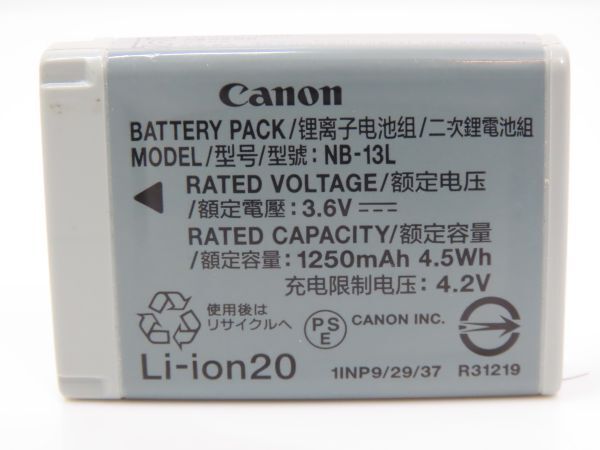 Canon
BATTERY PACK/锂离子电池组/二次鋰電池組
MODEL/型号/型號: NB-13L
RATED VOLTAGE/额定电压
/額定電壓: 3.6V⎓
RATED CAPACITY/额定容量
/額定容量: 1250mAh 4.5Wh
充电限制电压: 4.2V
使用後は
リサイクルへ
PS
E
CANON INC.
Li-ion20
1INP9/29/37
R31219